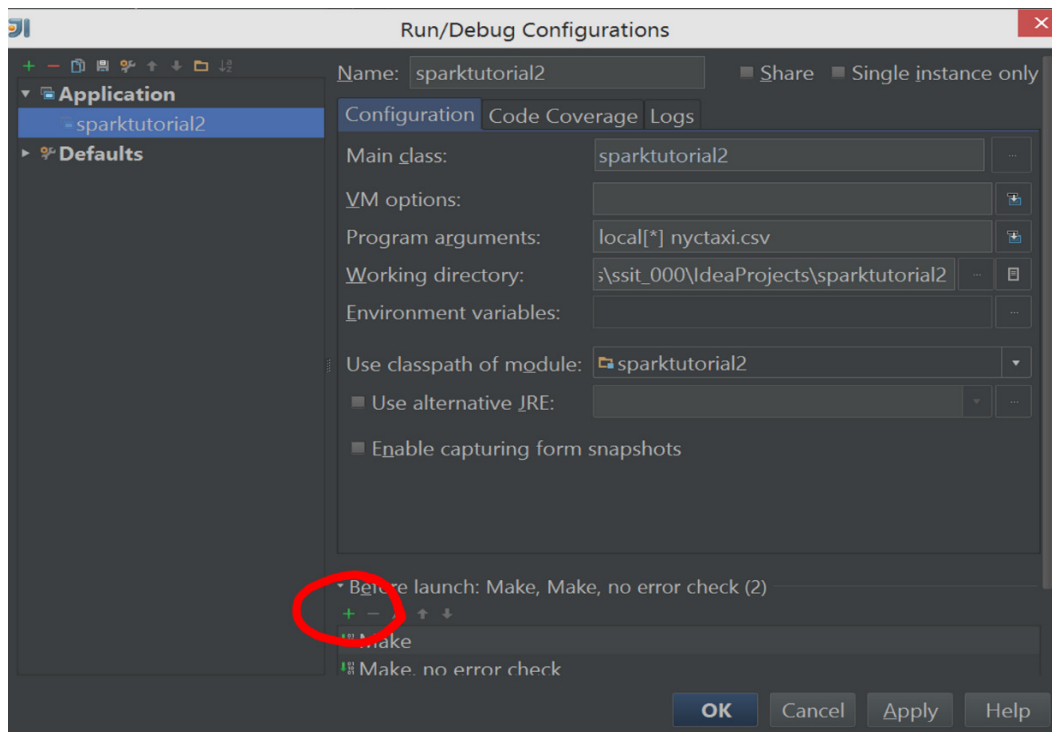 Run/Debug Configurations
Name: sparktutorial2 Share Single instance only
Application
sparktutorial2
Defaults
Configuration Code Coverage Logs
Main class: sparktutorial2
VM options:
Program arguments: local[*] nyctaxi.csv
Working directory: s\ssit_000\IdeaProjects\sparktutorial2
Environment variables:
Use classpath of module: sparktutorial2
Use alternative JRE:
Enable capturing form snapshots
Before launch: Make, Make, no error check (2)
Make
Make, no error check
OK Cancel Apply Help